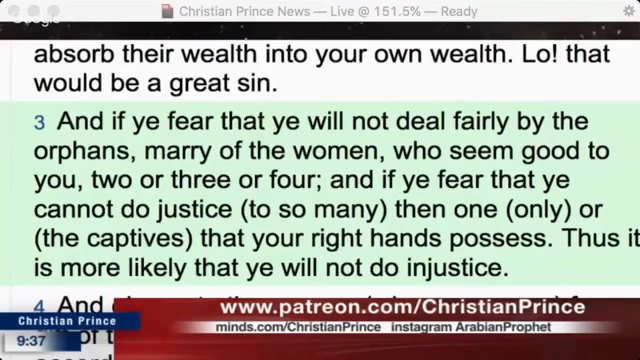 Christian Prince News — Live @ 151.5% — Ready
absorb their wealth into your own wealth. Lo! that
would be a great sin.
3 And if ye fear that ye will not deal fairly by the
orphans, marry of the women, who seem good to
you, two or three or four; and if ye fear that ye
cannot do justice (to so many) then one (only) or
(the captives) that your right hands possess. Thus it
is more likely that ye will not do injustice.
4 And
www.patreon.com/ChristianPrince
Christian Prince
minds.com/ChristianPrince instagram ArabianProphet
9:37
of t